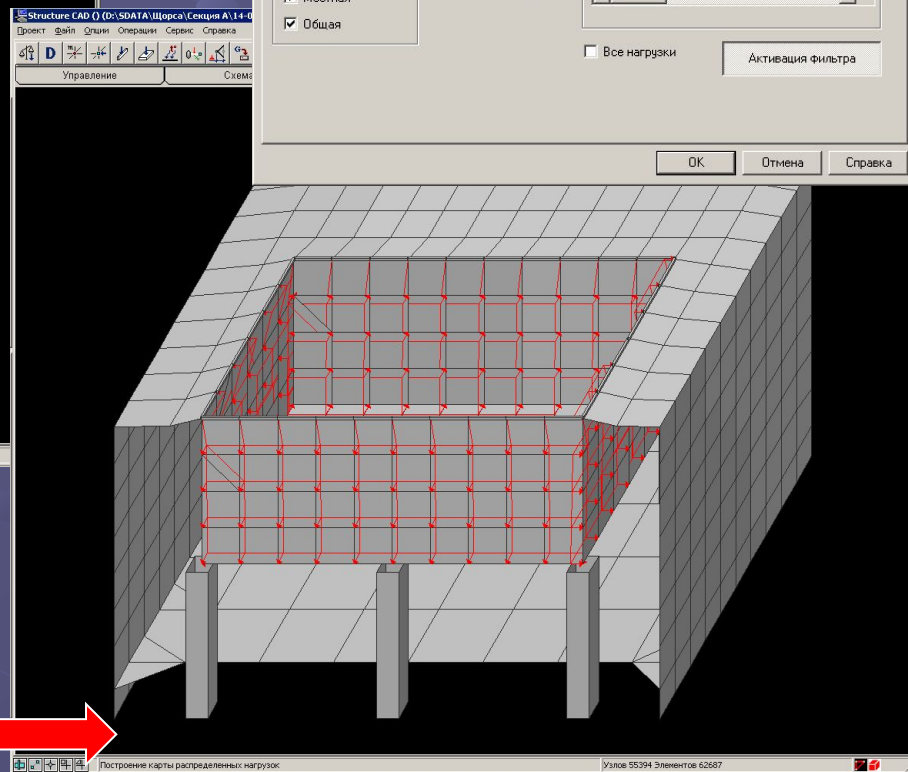 Structure CAD () (D:\SDATA\Щорса\Секция А\14-0
Проект Файл Опции Операции Сервис Справка
Управление
Схема
Общая
Все нагрузки
Активация фильтра
OK
Отмена
Справка
Построение карты распределенных нагрузок
Узлов 55394 Элементов 62687